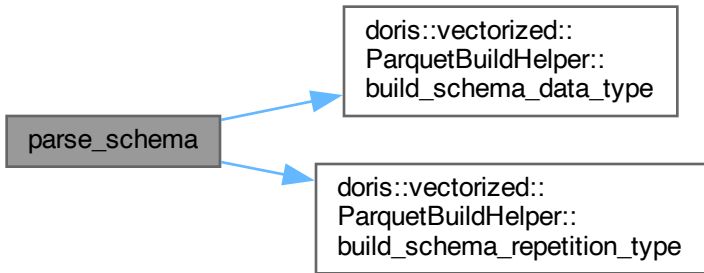 parse_schema
doris::vectorized::
ParquetBuildHelper::
build_schema_data_type
doris::vectorized::
ParquetBuildHelper::
build_schema_repetition_type